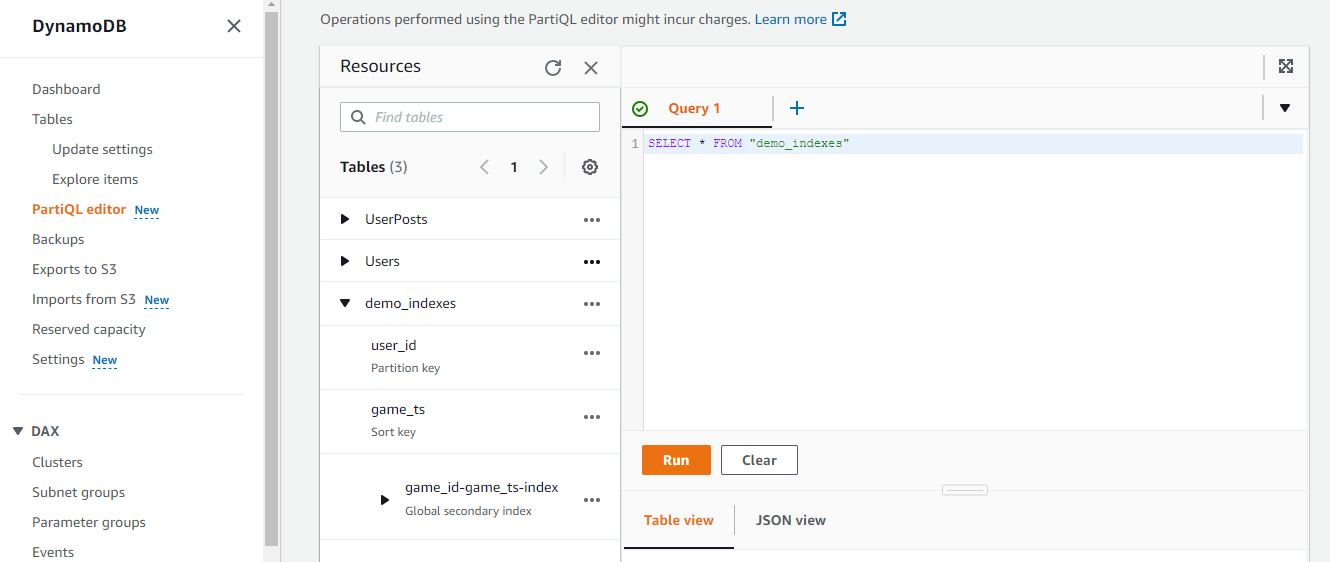 DynamoDB
Dashboard
Tables
Update settings
Explore items
PartiQL editor New
Backups
Exports to S3
Imports from S3 New
Reserved capacity
Settings New
DAX
Clusters
Subnet groups
Parameter groups
Events
Operations performed using the PartiQL editor might incur charges. Learn more
Resources
Find tables
Tables (3)
1
UserPosts
Users
demo_indexes
user_id
Partition key
game_ts
Sort key
game_id-game_ts-index
Global secondary index
Query 1
1 SELECT * FROM "demo_indexes"
Run Clear
Table view JSON view